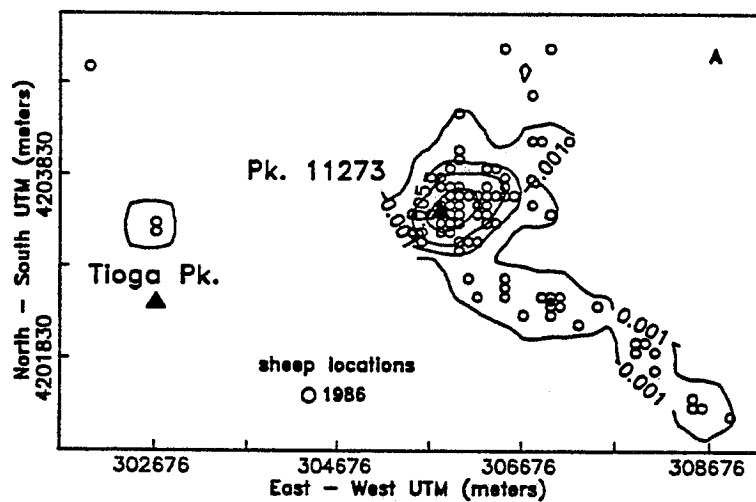 A
Pk. 11273
0.001
0.001
Tioga Pk.
0.001
0.001
sheep locations
1986
North - South UTM (meters)
4203830
4201830
302676
304676
306676
308676
East - West UTM (meters)